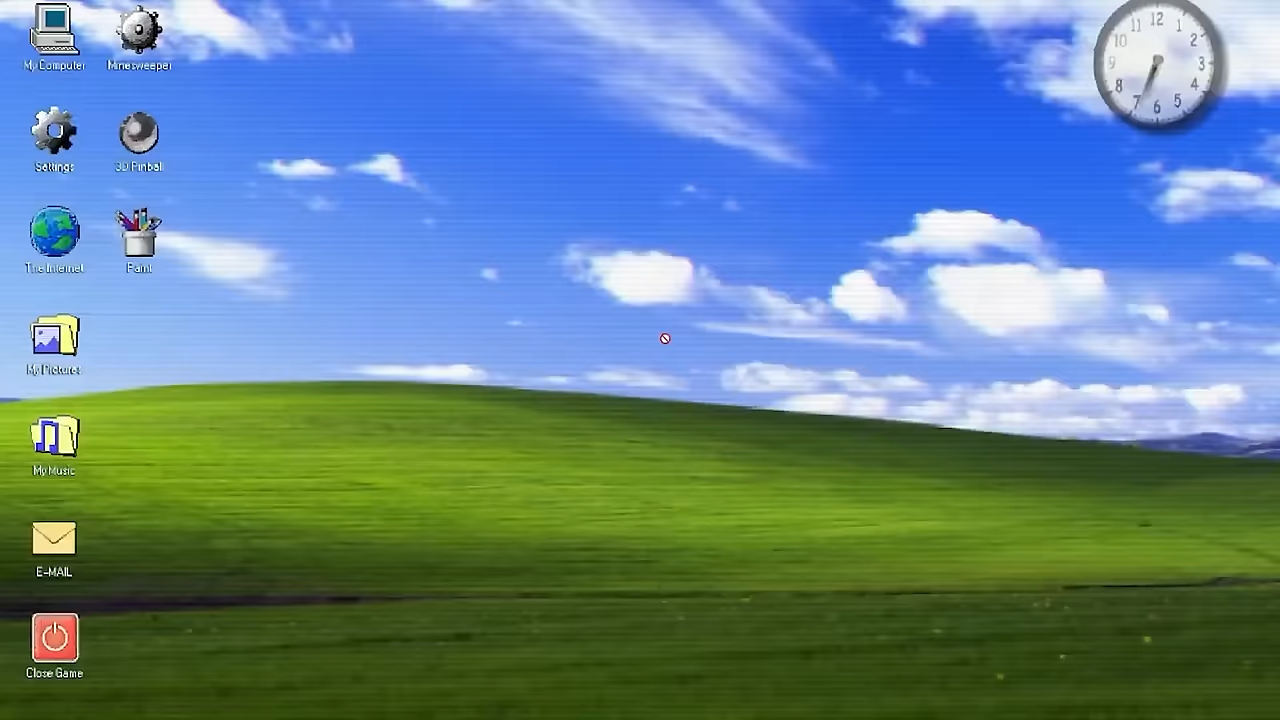 My Computer
Minesweeper
Settings
3D Pinball
The Internet
Paint
My Pictures
My Music
E-MAIL
Close Game
12
1
2
3
4
5
6
7
8
9
10
11